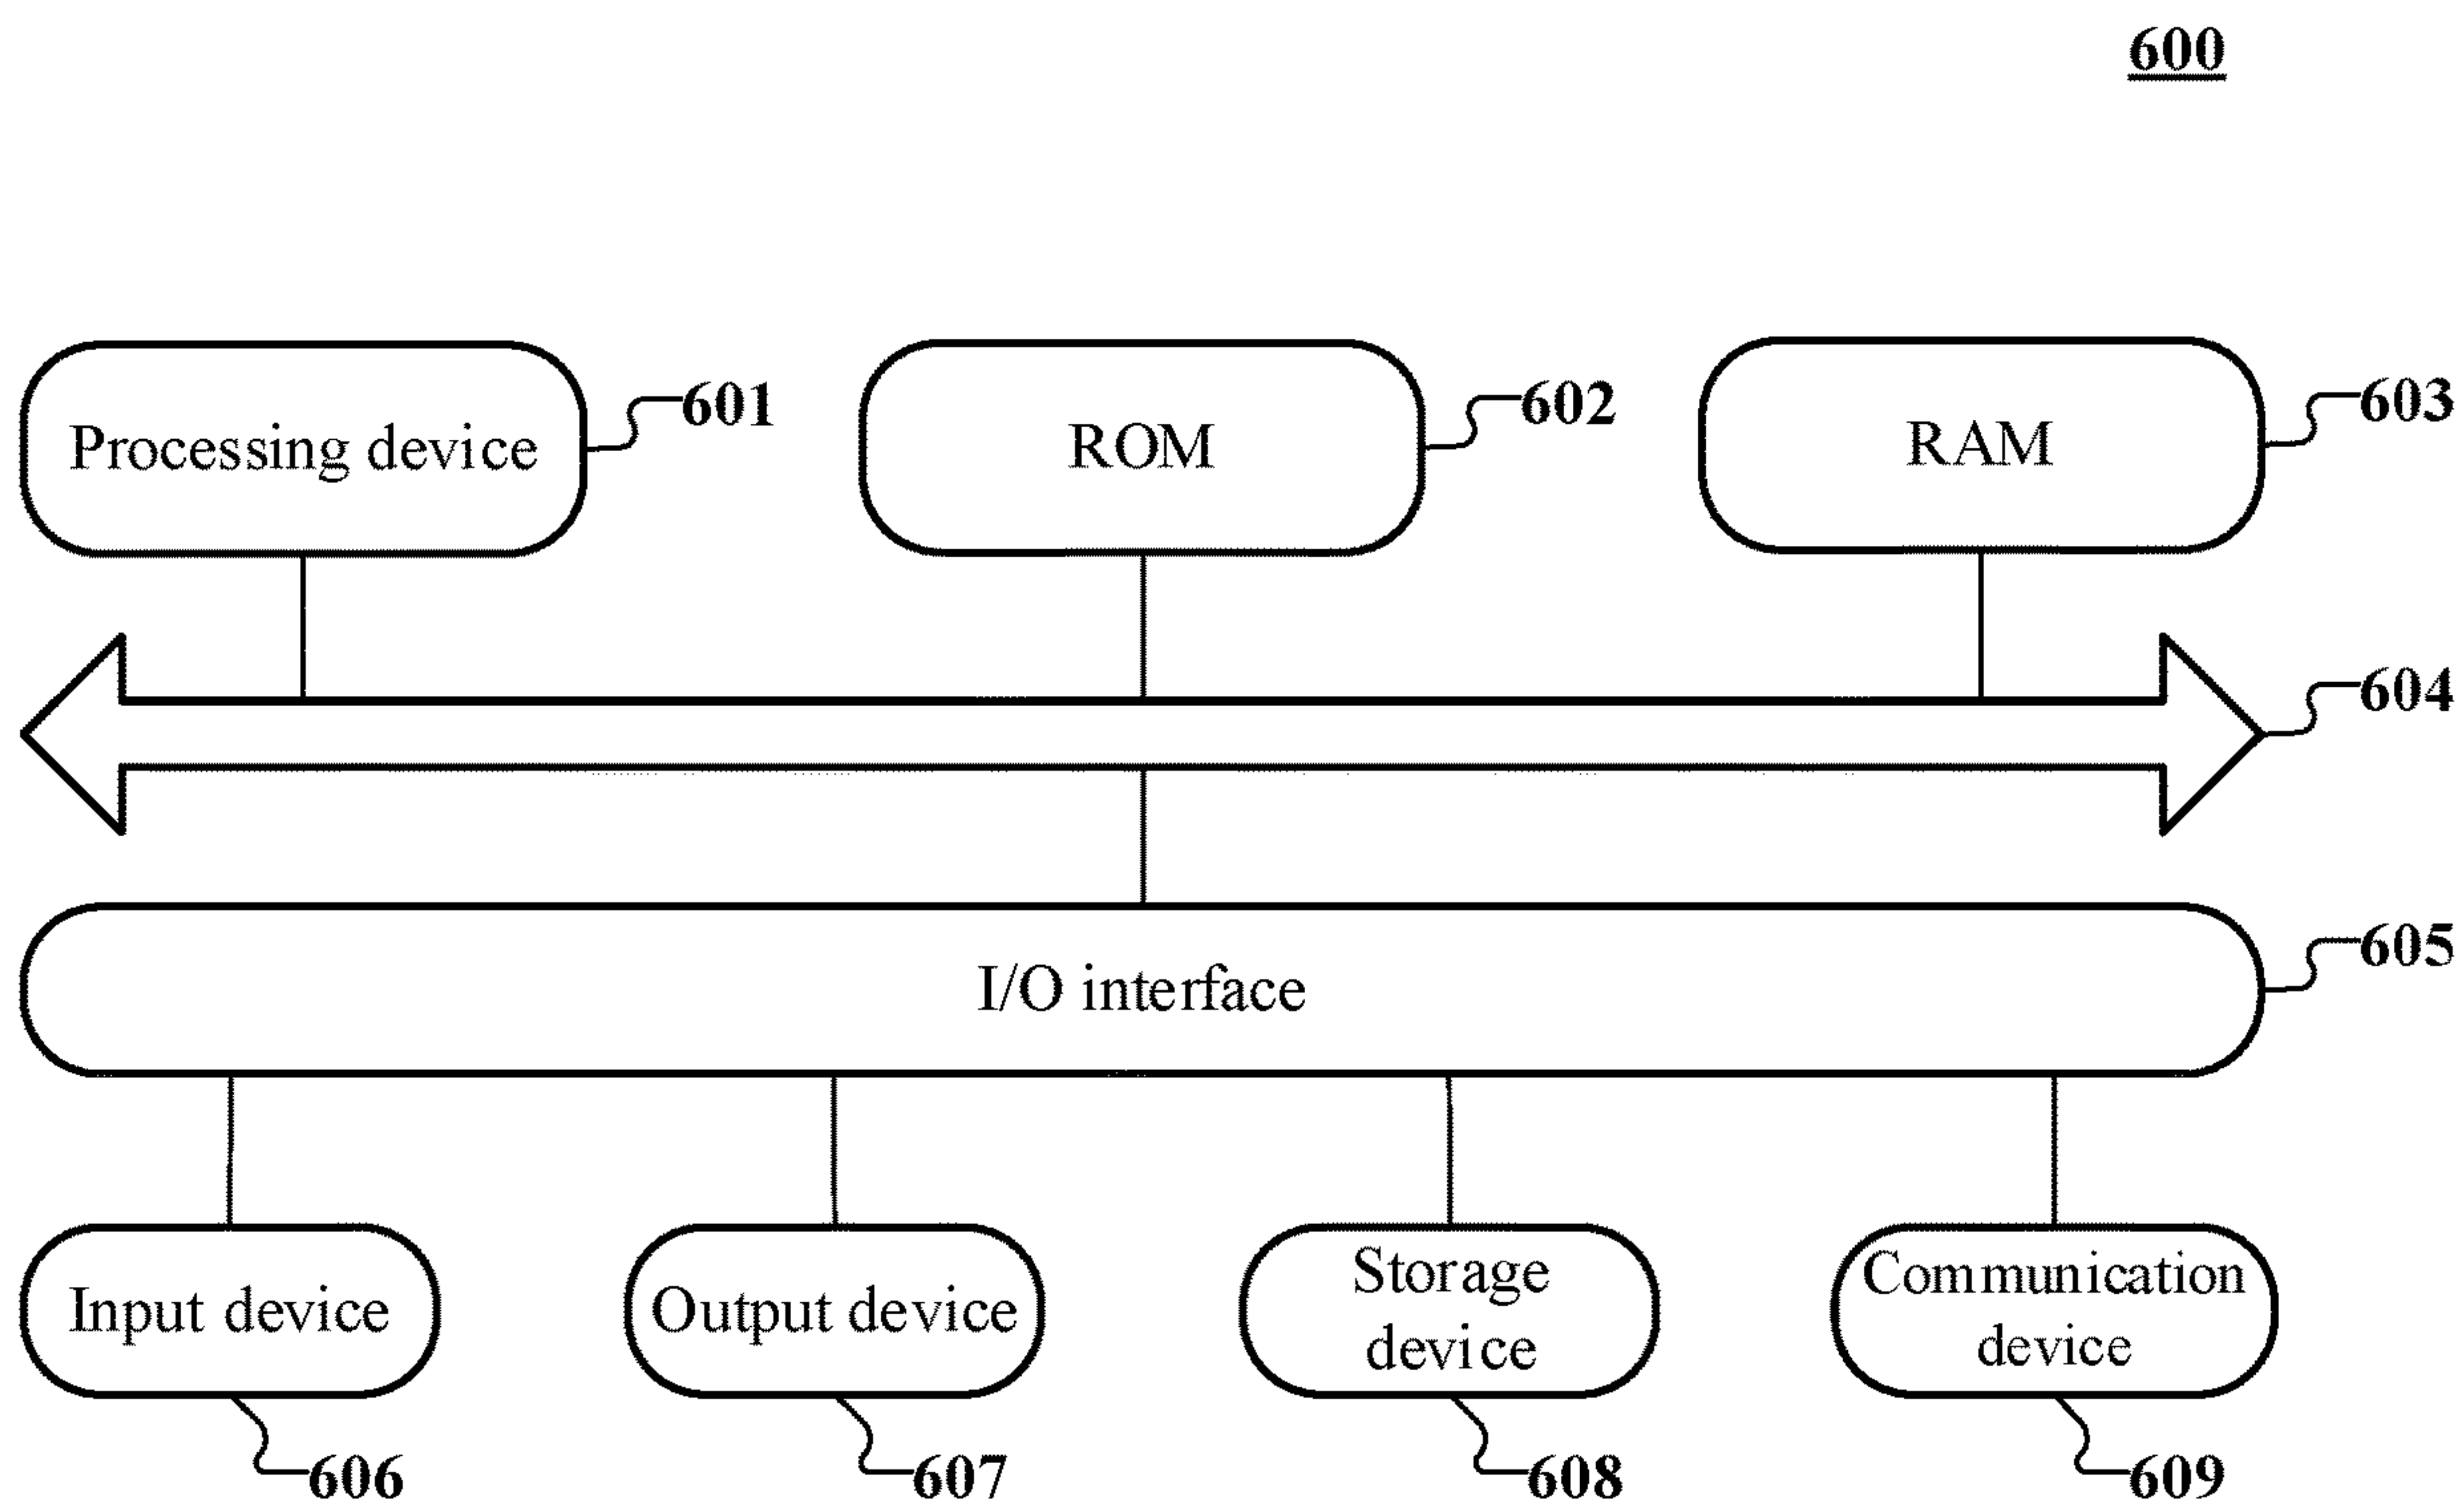 600
Processing device
601
ROM
602
RAM
603
604
I/O interface
605
Input device
Output device
Storage
device
Communication
device
606
607
608
609